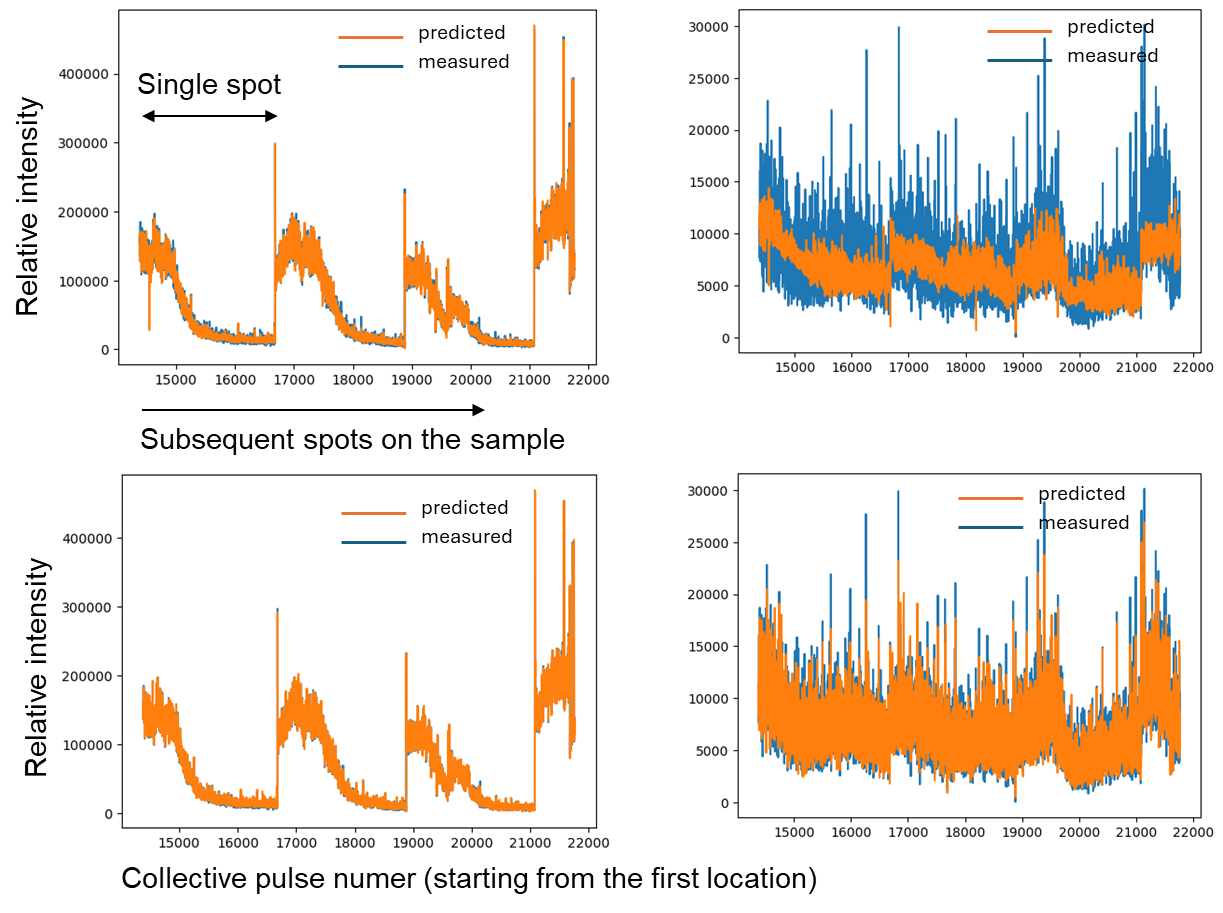 predicted
measured
Single spot
Relative intensity
400000
300000
200000
100000
0
15000 16000 17000 18000 19000 20000 21000 22000
predicted
measured
30000
25000
20000
15000
10000
5000
0
15000 16000 17000 18000 19000 20000 21000 22000
Subsequent spots on the sample
predicted
measured
Relative intensity
400000
300000
200000
100000
0
15000 16000 17000 18000 19000 20000 21000 22000
predicted
measured
30000
25000
20000
15000
10000
5000
0
15000 16000 17000 18000 19000 20000 21000 22000
Collective pulse numer (starting from the first location)